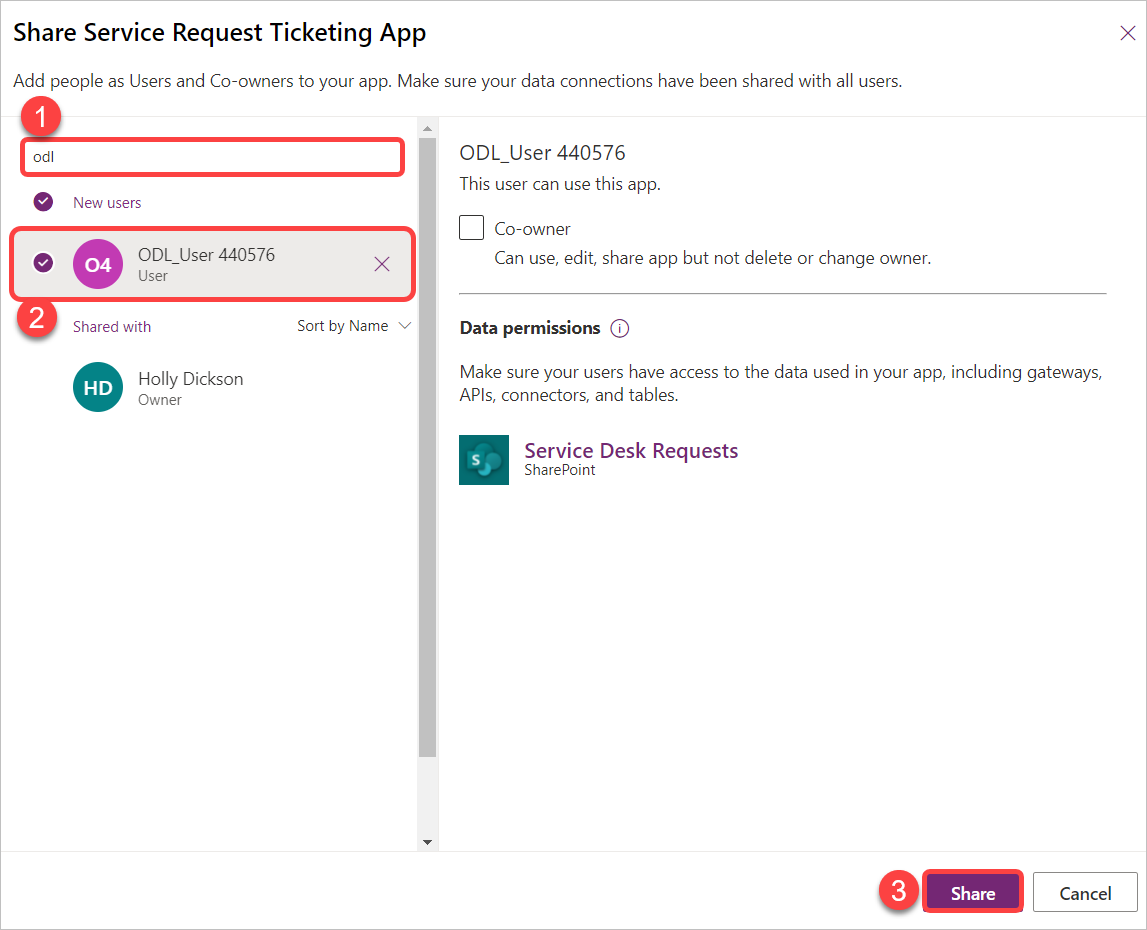 Share Service Request Ticketing App
Add people as Users and Co-owners to your app. Make sure your data connections have been shared with all users.
1
odl
New users
O4
ODL_User 440576
User
2
Shared with
Sort by Name
HD
Holly Dickson
Owner
ODL_User 440576
This user can use this app.
Co-owner
Can use, edit, share app but not delete or change owner.
Data permissions
Make sure your users have access to the data used in your app, including gateways,
APIs, connectors, and tables.
S
Service Desk Requests
SharePoint
3
Share
Cancel